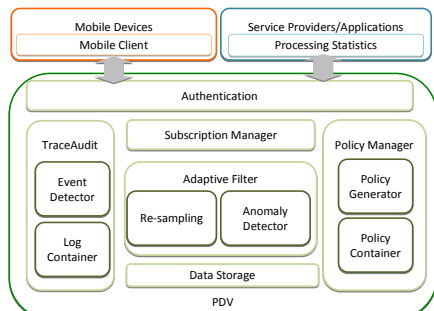 Mobile Devices
Mobile Client
Service Providers/Applications
Processing Statistics
Authentication
TraceAudit
Event
Detector
Log
Container
Subscription Manager
Adaptive Filter
Re-sampling
Anomaly
Detector
Data Storage
Policy Manager
Policy
Generator
Policy
Container
PDV